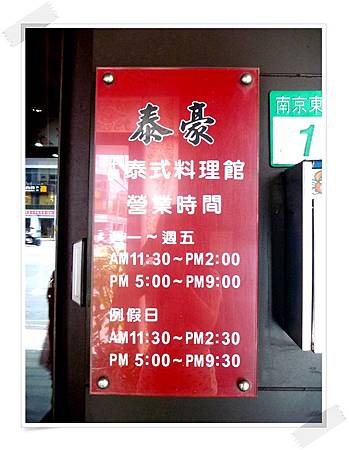 泰豪
泰式料理館
營業時間
週一～週五
AM11:30～PM2:00
PM 5:00～PM9:00
例假日
AM11:30～PM2:30
PM 5:00～PM9:30
南京東
1